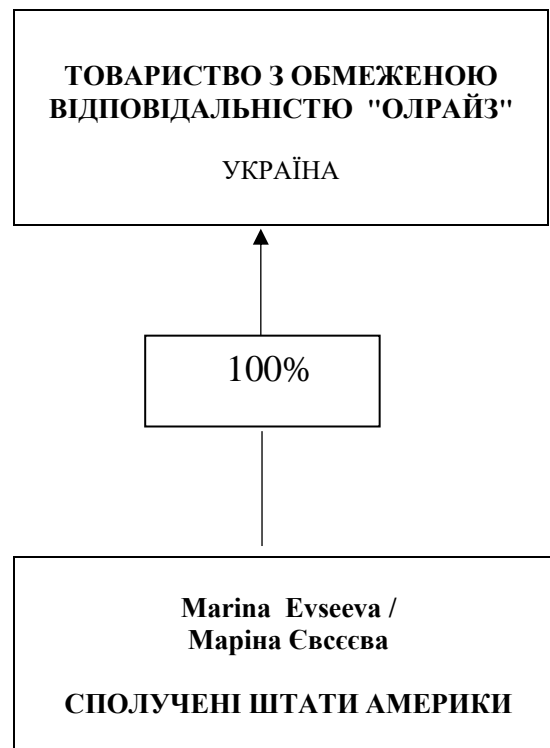 ТОВАРИСТВО З ОБМЕЖЕНОЮ
ВІДПОВІДАЛЬНІСТЮ "ОЛРАЙЗ"
УКРАЇНА
100%
Marina Evseeva /
Маріна Євсєєва
СПОЛУЧЕНІ ШТАТИ АМЕРИКИ